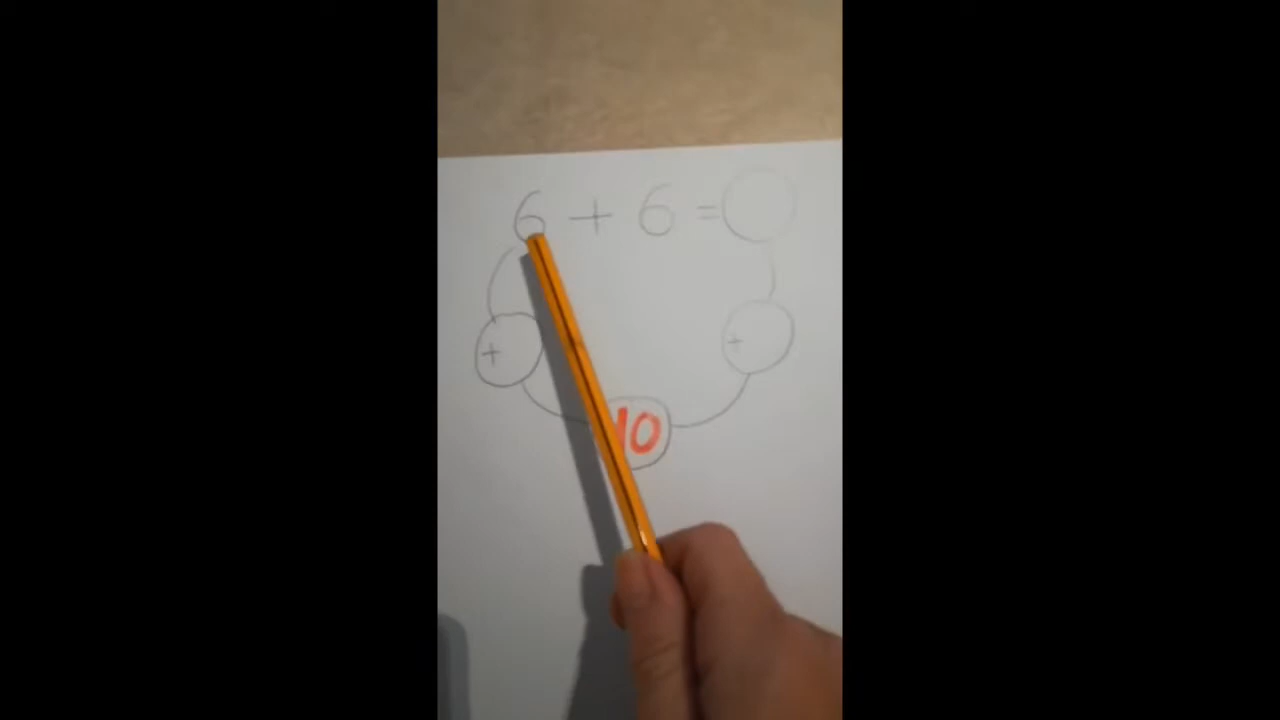 6 + 6 =
+ +
10